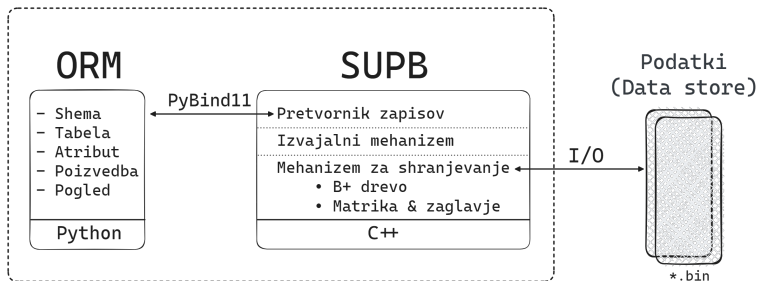 ORM
PyBind11
SUPB
- Shema
- Tabela
- Atribut
- Poizvedba
- Pogled
Python
Pretvornik zapisov
Izvajalni mehanizem
Mehanizem za shranjevanje
• B+ drevo
• Matrika & zaglavje
C++
I/O
Podatki
(Data store)
*.bin